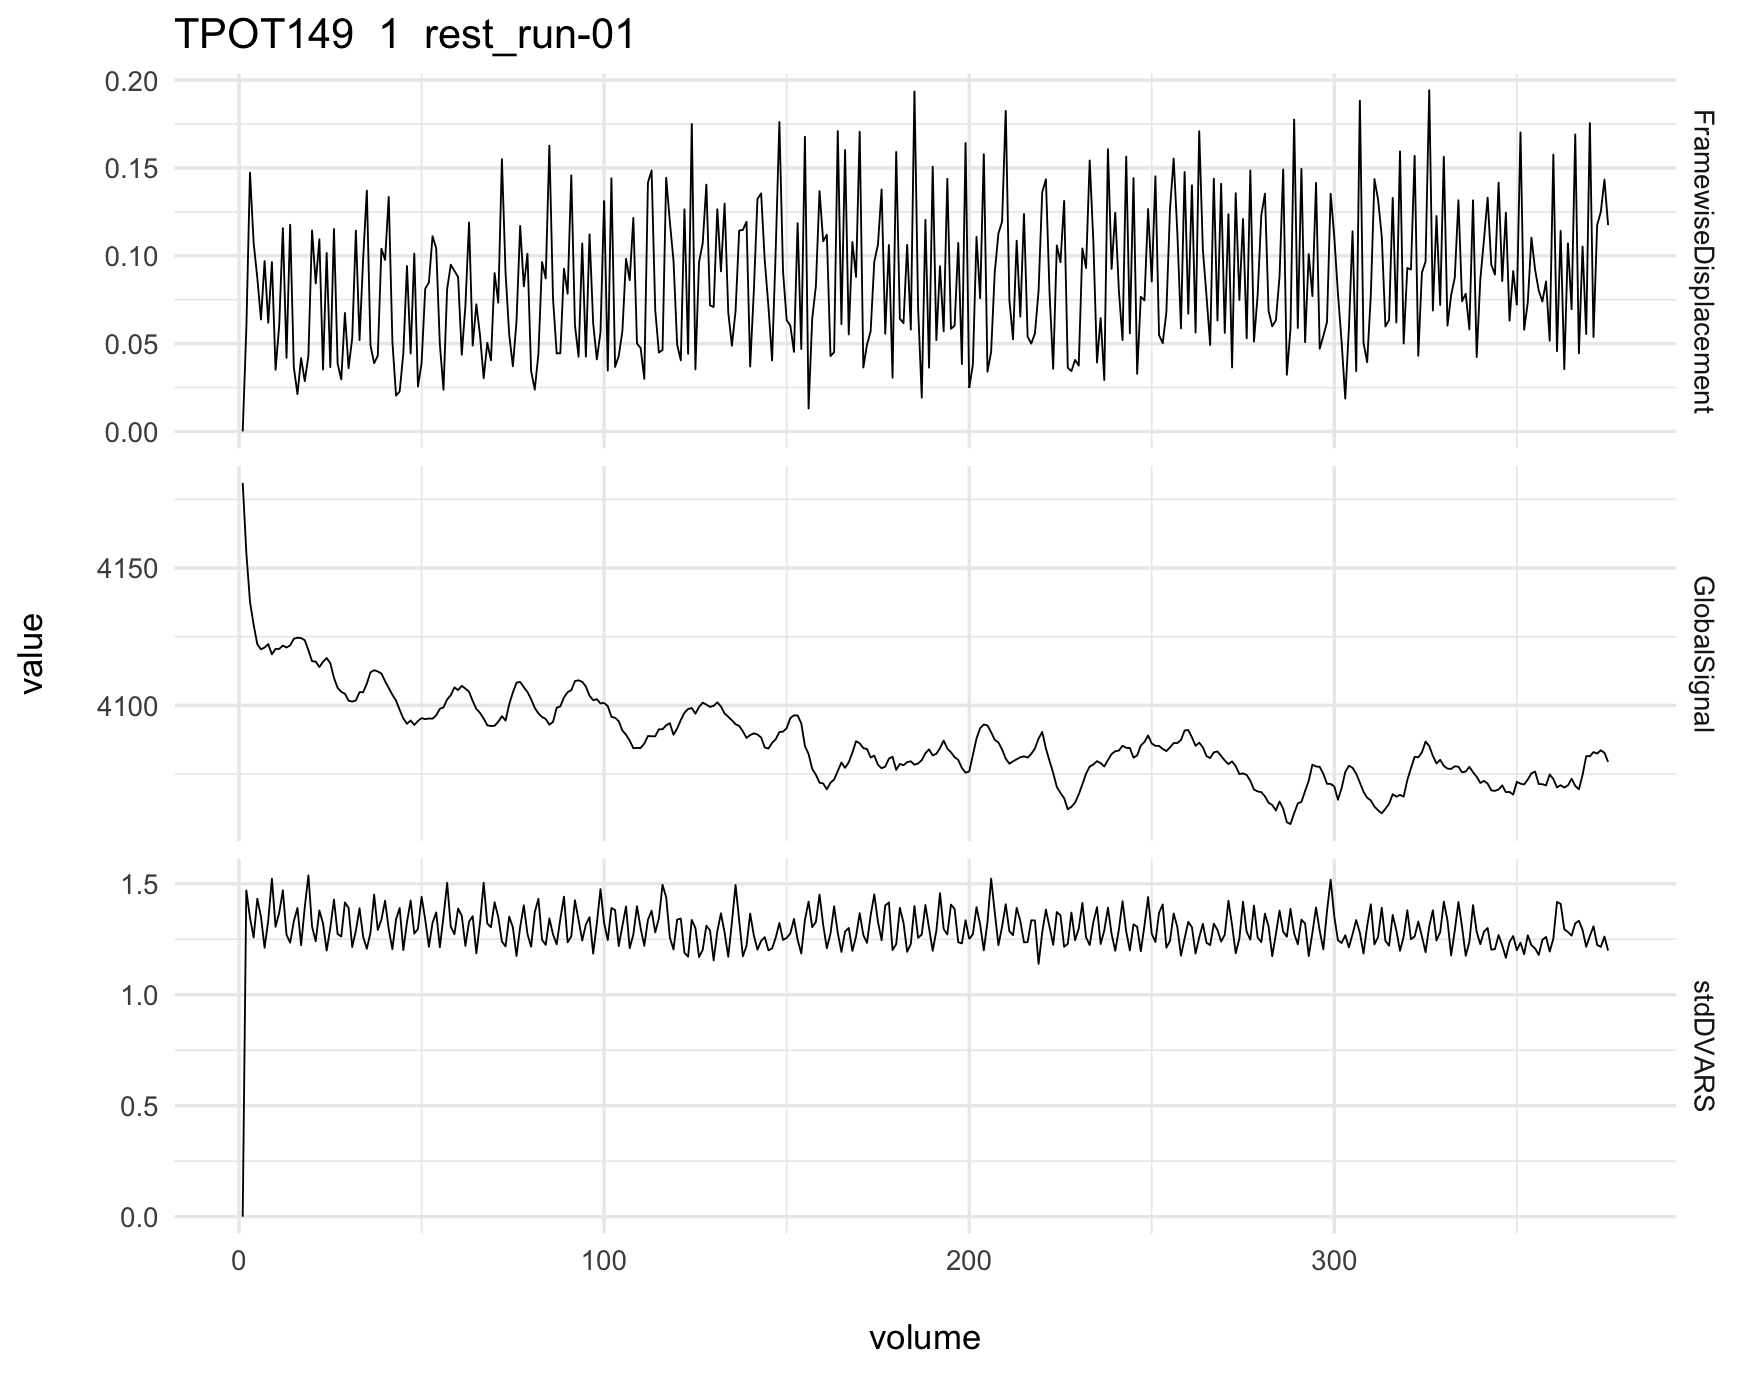 TPOT149 1 rest_run-01
0.20
0.15
0.10
0.05
0.00
FramewiseDisplacement
4150
4100
GlobalSignal
value
1.5
1.0
0.5
0.0
stdDVARS
0 100 200 300
volume